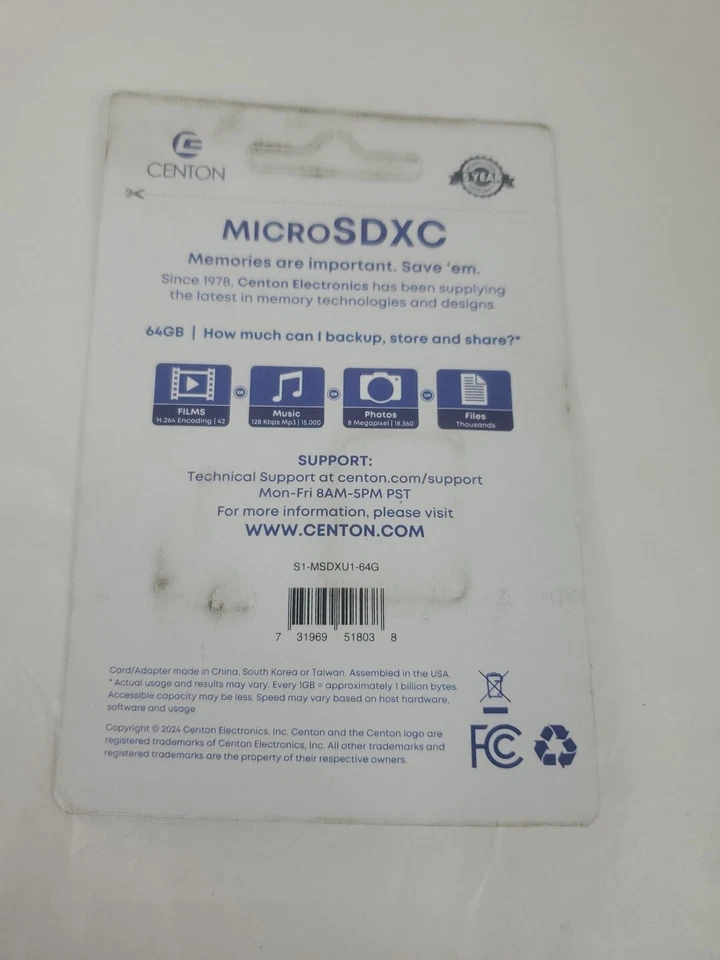 CENTON
5 YEAR
MICROSDXC
Memories are important. Save 'em.
Since 1978, Centon Electronics has been supplying
the latest in memory technologies and designs.
64GB | How much can I backup, store and share?*
FILMS
H.264 Encoding | 42
OR
Music
128 Kbps Mp3 | 15,000
OR
Photos
8 Megapixel | 18,560
OR
Files
Thousands
SUPPORT:
Technical Support at centon.com/support
Mon-Fri 8AM-5PM PST
For more information, please visit
WWW.CENTON.COM
S1-MSDXU1-64G
7 31969 51803 8
Card/Adapter made in China, South Korea or Taiwan. Assembled in the USA.
*Actual usage and results may vary. Every 1GB = approximately 1 billion bytes.
Accessible capacity may be less. Speed may vary based on host hardware,
software and usage.
Copyright © 2024 Centon Electronics, Inc. Centon and the Centon logo are
registered trademarks of Centon Electronics, Inc. All other trademarks and
registered trademarks are the property of their respective owners.
FC